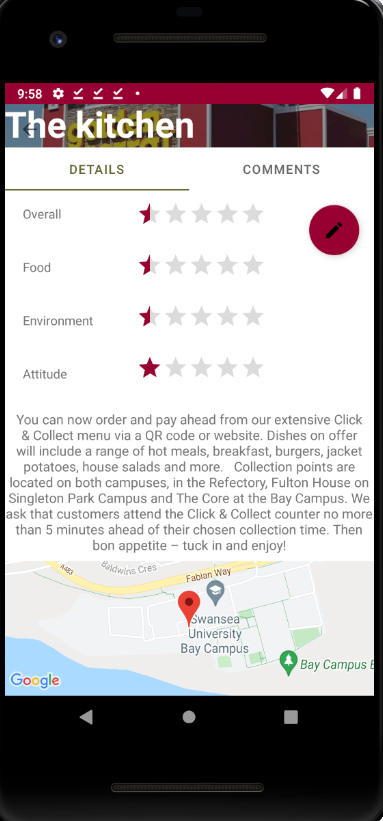 9:58
The kitchen
DETAILS
COMMENTS
Overall
Food
Environment
Attitude
You can now order and pay ahead from our extensive Click
& Collect menu via a QR code or website. Dishes on offer
will include a range of hot meals, breakfast, burgers, jacket
potatoes, house salads and more.   Collection points are
located on both campuses, in the Refectory, Fulton House on
Singleton Park Campus and The Core at the Bay Campus. We
ask that customers attend the Click & Collect counter no more
than 5 minutes ahead of their chosen collection time. Then
bon appetite – tuck in and enjoy!
A483
Baldwins Cres
Fabian Way
Swansea
University
Bay Campus
Bay Campus
Google